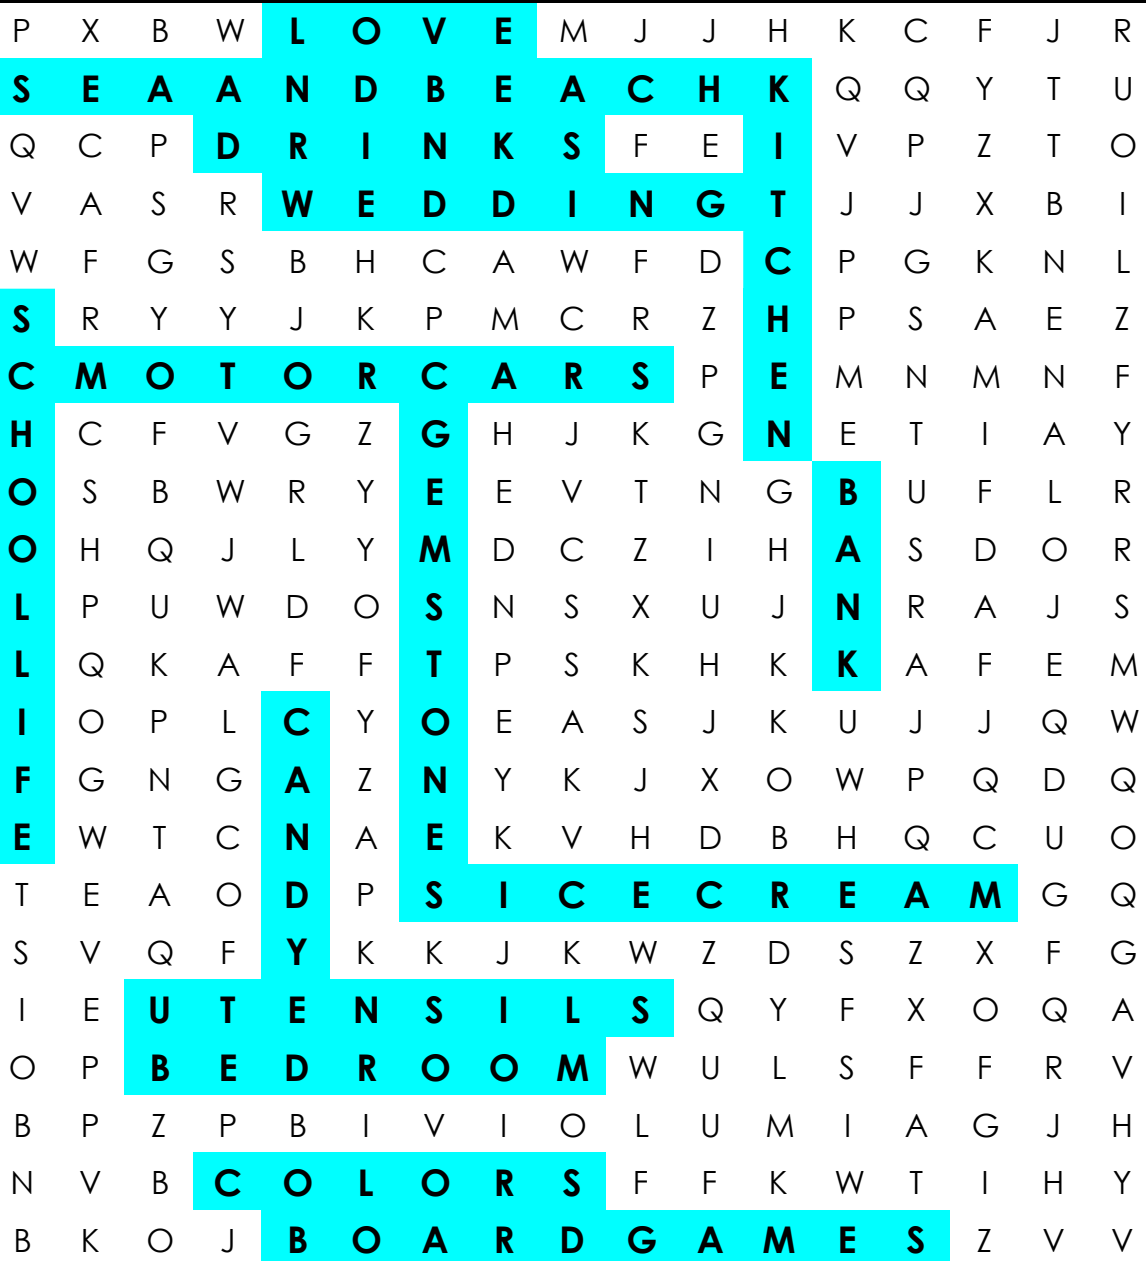 P X B W L O V E M J J H K C F J R
S E A A N D B E A C H K Q Q Y T U
Q C P D R I N K S F E I V P Z T O
V A S R W E D D I N G T J J X B I
W F G S B H C A W F D C P G K N L
S R Y Y J K P M C R Z H P S A E Z
C M O T O R C A R S P E M N M N F
H C F V G Z G H J K G N E T I A Y
O S B W R Y E E V T N G B U F L R
O H Q J L Y M D C Z I H A S D O R
L P U W D O S N S X U J N R A J S
L Q K A F F T P S K H K K A F E M
I O P L C Y O E A S J K U J J Q W
F G N G A Z N Y K J X O W P Q D Q
E W T C N A E K V H D B H Q C U O
T E A O D P S I C E C R E A M G Q
S V Q F Y K K J K W Z D S Z X F G
I E U T E N S I L S Q Y F X O Q A
O P B E D R O O M W U L S F F R V
B P Z P B I V I O L U M I A G J H
N V B C O L O R S F F K W T I H Y
B K O J B O A R D G A M E S Z V V